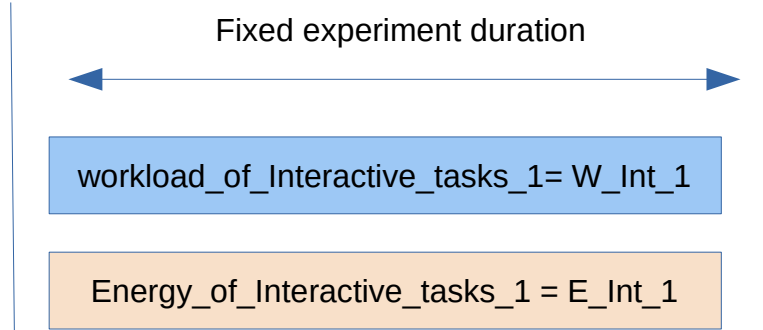 Fixed experiment duration
workload_of_Interactive_tasks_1= W_Int_1
Energy_of_Interactive_tasks_1 = E_Int_1